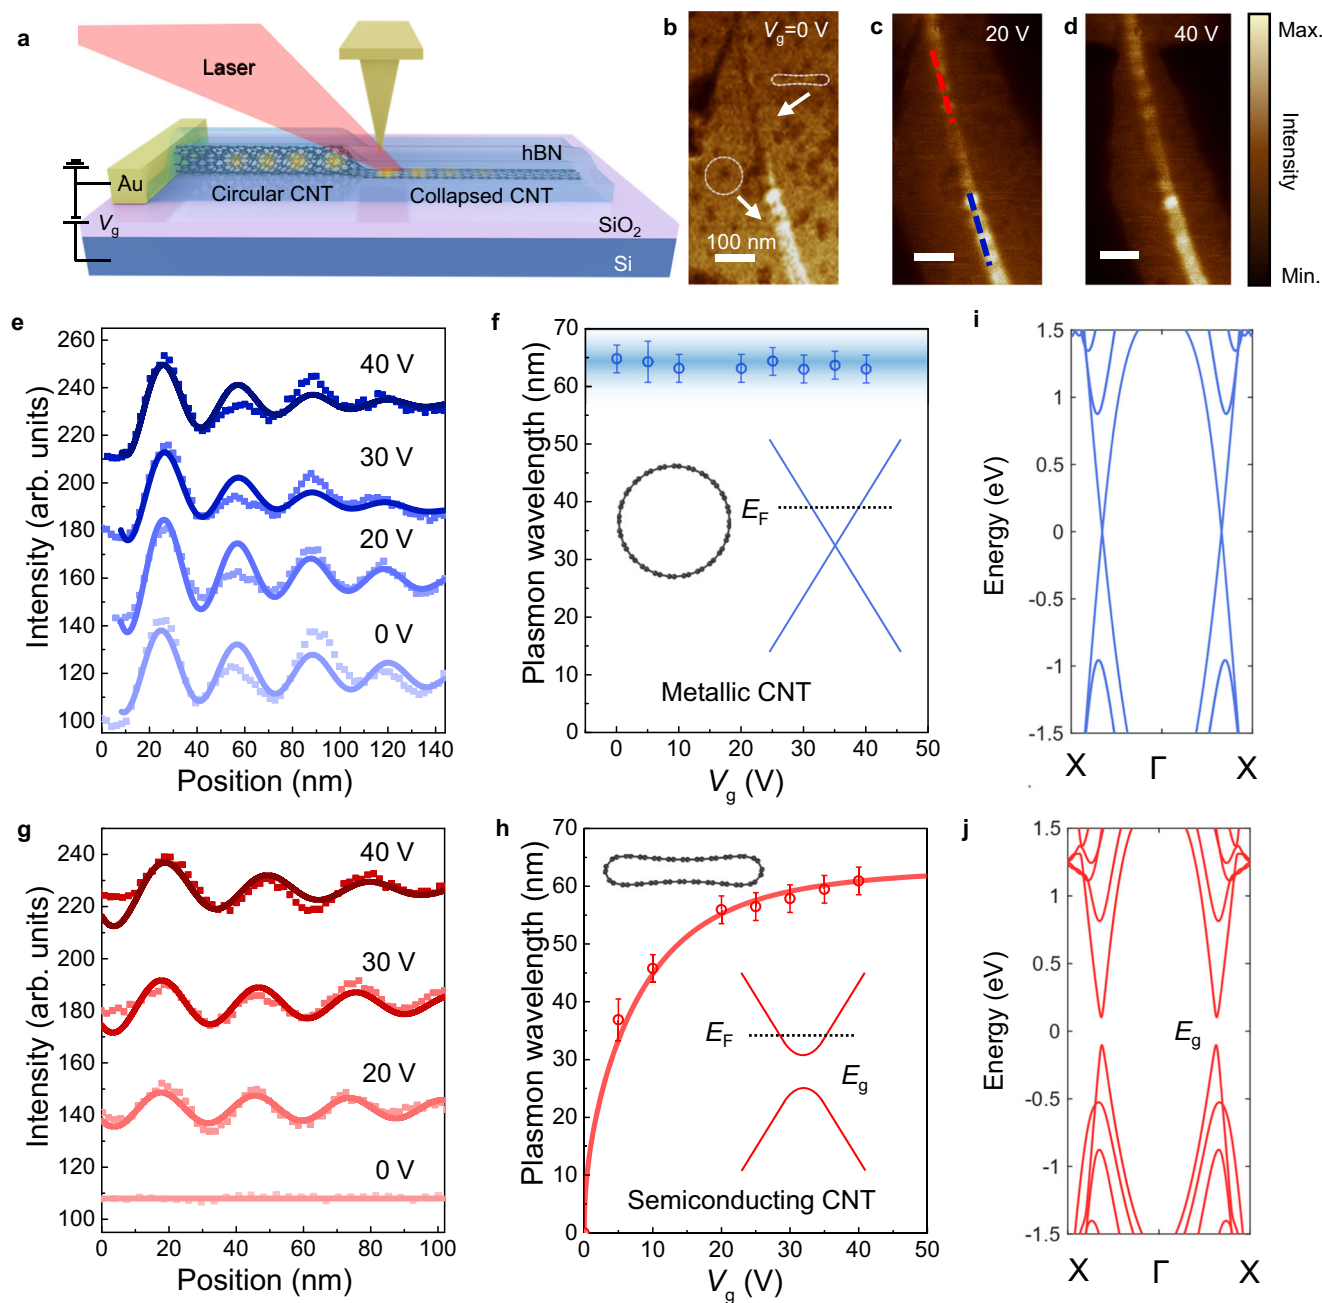 a
Laser
hBN
Au
Circular CNT
Collapsed CNT
Vg
SiO2
Si
b
Vg=0 V
100 nm
c
20 V
d
40 V
Max.
Intensity
Min.
e
Intensity (arb. units)
260
240
220
200
180
160
140
120
100
40 V
30 V
20 V
0 V
0 20 40 60 80 100 120 140
Position (nm)
f
Plasmon wavelength (nm)
70
60
50
40
30
20
10
0
EF
Metallic CNT
0 10 20 30 40 50
Vg (V)
i
Energy (eV)
1.5
1
0.5
0
-0.5
-1
-1.5
X Γ X
g
Intensity (arb. units)
240
220
200
180
160
140
120
100
40 V
30 V
20 V
0 V
0 20 40 60 80 100
Position (nm)
h
Plasmon wavelength (nm)
70
60
50
40
30
20
10
0
EF
Eg
Semiconducting CNT
0 10 20 30 40 50
Vg (V)
j
Energy (eV)
1.5
1
0.5
0
-0.5
-1
-1.5
Eg
X Γ X